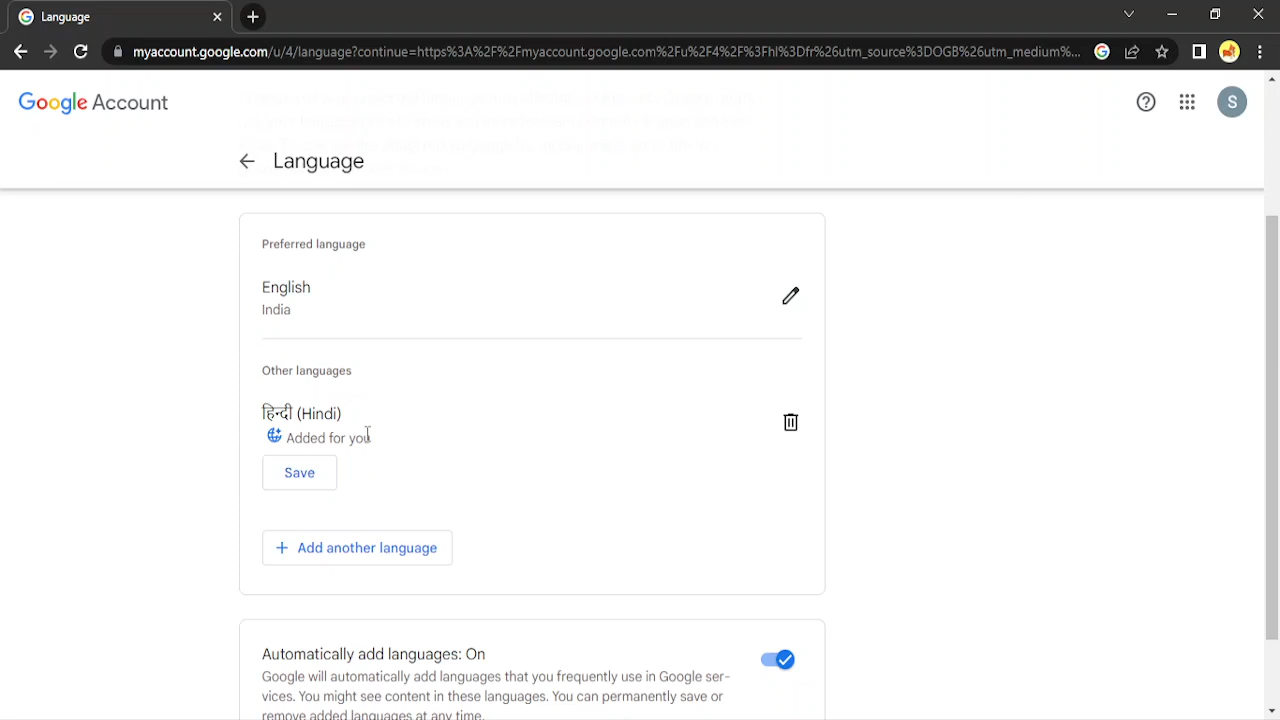 Language
myaccount.google.com/u/4/language?continue=https%3A%2F%2Fmyaccount.google.com%2Fu%2F4%2F%3Fhl%3Dfr%26utm_source%3DOGB%26utm_medium%...
Google Account
S
Language
Preferred language
English
India
Other languages
हिन्दी (Hindi)
Added for you
Save
+ Add another language
Automatically add languages: On
Google will automatically add languages that you frequently use in Google ser-
vices. You might see content in these languages. You can permanently save or
remove added languages at any time.